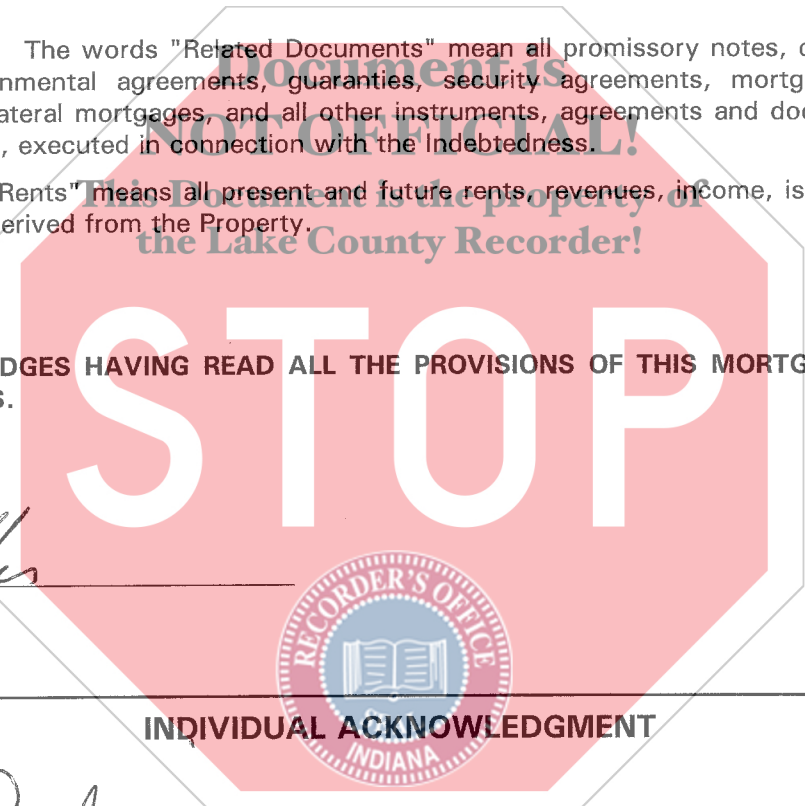 The words "Related Documents" mean all promissory notes, c
nmental agreements, guaranties, security agreements, mortg
ateral mortgages, and all other instruments, agreements and doc
, executed in connection with the Indebtedness.
Rents" means all present and future rents, revenues, income, is
erived from the Property.
Document is
NOT OFFICIAL!
This Document is the property of
the Lake County Recorder!
DGES HAVING READ ALL THE PROVISIONS OF THIS MORTG
S.
STOP
RECORDER'S OFFICE
INDIANA
INDIVIDUAL ACKNOWLEDGMENT